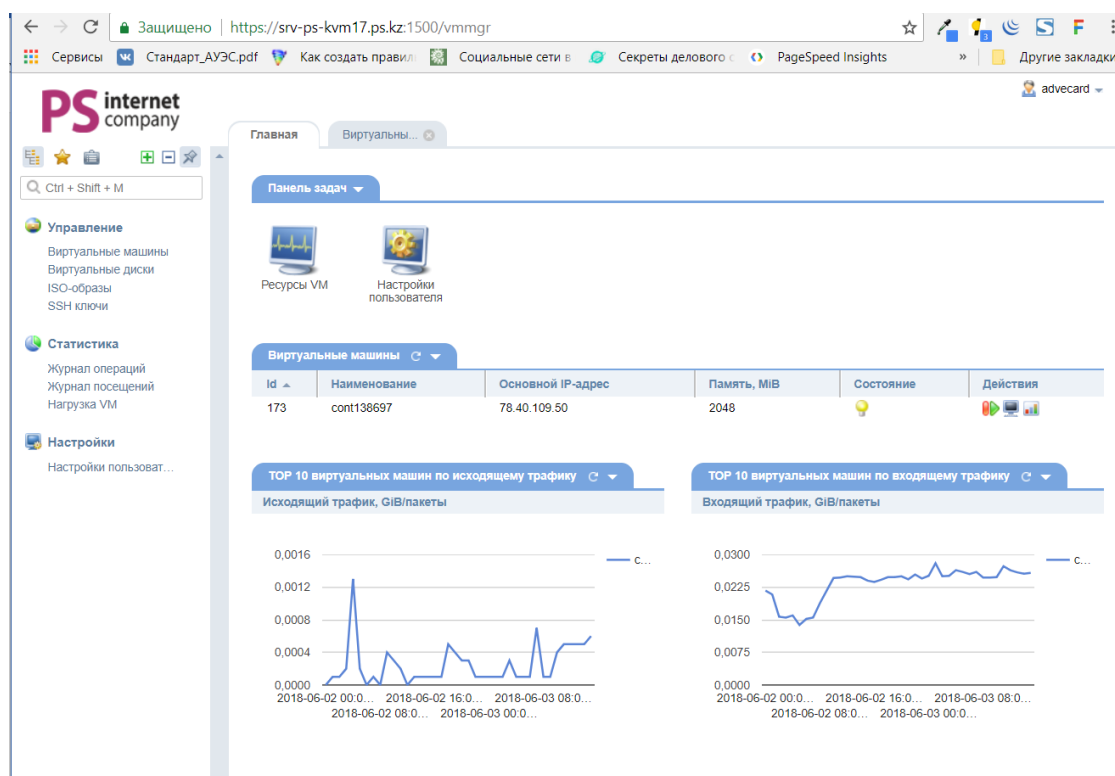 Защищено https://srv-ps-kvm17.ps.kz:1500/vmmgr
3
Сервисы Стандарт_АУЭС.pdf Как создать правил Социальные сети в Секреты делового с PageSpeed Insights » Другие закладки
advecard
PS internet company
Главная Виртуальны...
Ctrl + Shift + M
Панель задач
Управление
Виртуальные машины
Виртуальные диски
ISO-образы
SSH ключи
Ресурсы VM
Настройки пользователя
Статистика
Журнал операций
Журнал посещений
Нагрузка VM
Настройки
Настройки пользоват...
Виртуальные машины
Id Наименование Основной IP-адрес Память, MiB Состояние Действия
173 cont138697 78.40.109.50 2048
TOP 10 виртуальных машин по исходящему трафику
Исходящий трафик, GiB/пакеты
0,0016
0,0012
0,0008
0,0004
0,0000
c...
2018-06-02 00:0... 2018-06-02 16:0... 2018-06-03 08:0...
2018-06-02 08:0... 2018-06-03 00:0...
TOP 10 виртуальных машин по входящему трафику
Входящий трафик, GiB/пакеты
0,0300
0,0225
0,0150
0,0075
0,0000
c...
2018-06-02 00:0... 2018-06-02 16:0... 2018-06-03 08:0...
2018-06-02 08:0... 2018-06-03 00:0...